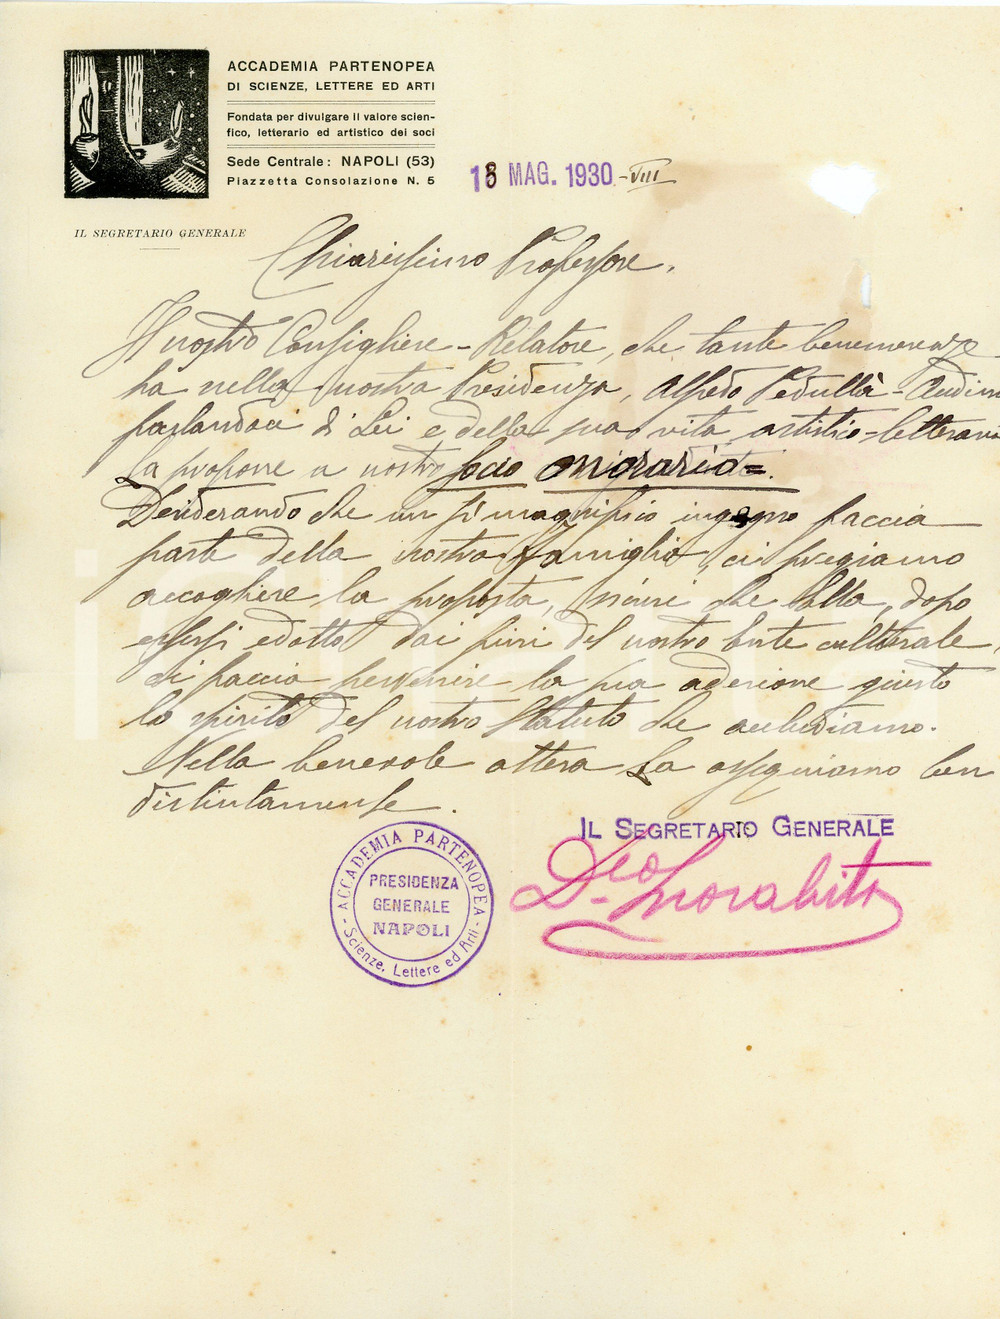 ACCADEMIA PARTENOPEA
DI SCIENZE, LETTERE ED ARTI
Fondata per divulgare il valore scien-
fico, letterario ed artistico dei soci
Sede Centrale: NAPOLI (53)
Piazzetta Consolazione N. 5
18 MAG. 1930 - VIII
IL SEGRETARIO GENERALE
Chiarissimo Professore,
Il nostro Consigliere-Relatore, che tante benemerenze
ha nella nostra Presidenza, Alfredo Pedullà-Audino
parlandoci di Lei e della sua vita artistico-letteraria
La propone a nostro socio onorario=.
Desiderando che un sì magnifico ingegno faccia
parte della nostra Famiglia, ci pregiamo
accogliere la proposta, sicuri che Ella, dopo
essersi edotto dai fini del nostro Ente culturale,
ci faccia pervenire la sua adesione giusto
lo spirito del nostro Statuto che accludiamo.
Nella benevole attesa La ossequiamo ben
distintamente.
IL SEGRETARIO GENERALE
D. Morabito
ACCADEMIA PARTENOPEA
PRESIDENZA
GENERALE
NAPOLI
- Scienze, Lettere ed Arti -
iCharta